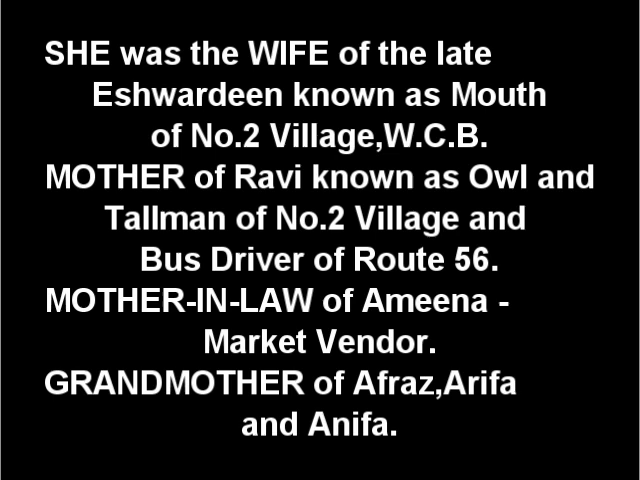 SHE was the WIFE of the late
Eshwardeen known as Mouth
of No.2 Village,W.C.B.
MOTHER of Ravi known as Owl and
Tallman of No.2 Village and
Bus Driver of Route 56.
MOTHER-IN-LAW of Ameena -
Market Vendor.
GRANDMOTHER of Afraz,Arifa
and Anifa.